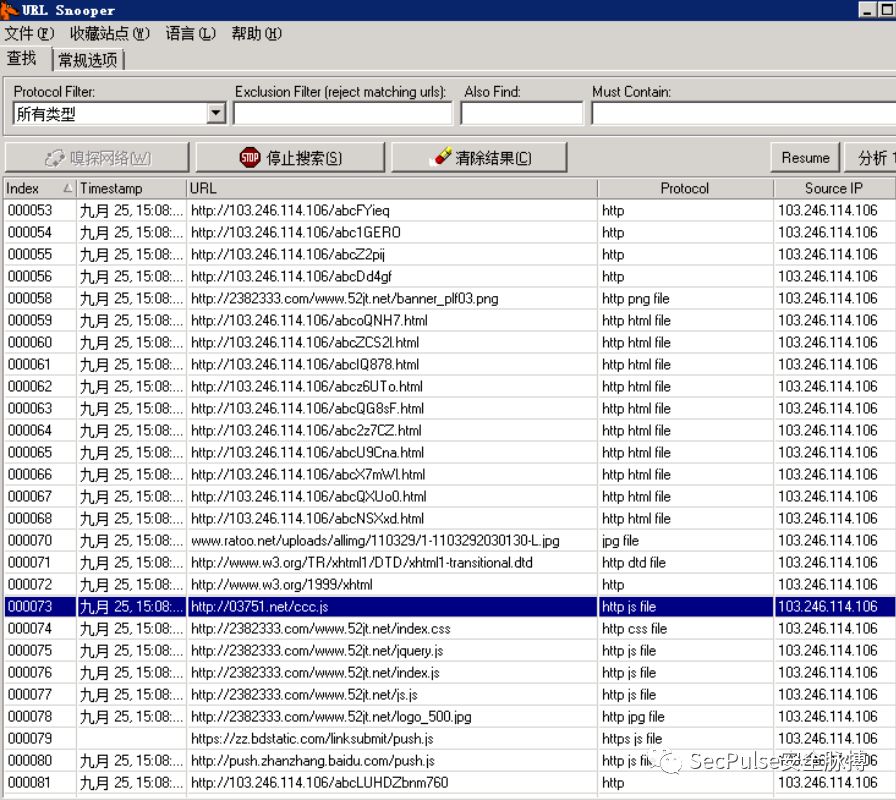 URL Snooper
文件(F) 收藏站点(W) 语言(L) 帮助(H)
查找 常规选项
Protocol Filter: Exclusion Filter (reject matching urls): Also Find: Must Contain:
所有类型
嗅探网络(W) STOP 停止搜索(S) 清除结果(C) Resume 分析
Index Timestamp URL Protocol Source IP
000053 九月 25, 15:08:... http://103.246.114.106/abcFYieq http 103.246.114.106
000054 九月 25, 15:08:... http://103.246.114.106/abc1GERO http 103.246.114.106
000055 九月 25, 15:08:... http://103.246.114.106/abcZ2pij http 103.246.114.106
000056 九月 25, 15:08:... http://103.246.114.106/abcDd4gf http 103.246.114.106
000058 九月 25, 15:08:... http://2382333.com/www.52jt.net/banner_plf03.png http png file 103.246.114.106
000059 九月 25, 15:08:... http://103.246.114.106/abcoQNH7.html http html file 103.246.114.106
000060 九月 25, 15:08:... http://103.246.114.106/abcZCS2l.html http html file 103.246.114.106
000061 九月 25, 15:08:... http://103.246.114.106/abcIQ878.html http html file 103.246.114.106
000062 九月 25, 15:08:... http://103.246.114.106/abcz6UTo.html http html file 103.246.114.106
000063 九月 25, 15:08:... http://103.246.114.106/abcQG8sF.html http html file 103.246.114.106
000064 九月 25, 15:08:... http://103.246.114.106/abc2z7CZ.html http html file 103.246.114.106
000065 九月 25, 15:08:... http://103.246.114.106/abcU9Cna.html http html file 103.246.114.106
000066 九月 25, 15:08:... http://103.246.114.106/abcX7mWl.html http html file 103.246.114.106
000067 九月 25, 15:08:... http://103.246.114.106/abcQXUo0.html http html file 103.246.114.106
000068 九月 25, 15:08:... http://103.246.114.106/abcNSXxd.html http html file 103.246.114.106
000070 九月 25, 15:08:... www.ratoo.net/uploads/allimg/110329/1-1103292030130-L.jpg jpg file 103.246.114.106
000071 九月 25, 15:08:... http://www.w3.org/TR/xhtml1/DTD/xhtml1-transitional.dtd http dtd file 103.246.114.106
000072 九月 25, 15:08:... http://www.w3.org/1999/xhtml http 103.246.114.106
000073 九月 25, 15:08:... http://03751.net/ccc.js http js file 103.246.114.106
000074 九月 25, 15:08:... http://2382333.com/www.52jt.net/index.css http css file 103.246.114.106
000075 九月 25, 15:08:... http://2382333.com/www.52jt.net/jquery.js http js file 103.246.114.106
000076 九月 25, 15:08:... http://2382333.com/www.52jt.net/index.js http js file 103.246.114.106
000077 九月 25, 15:08:... http://2382333.com/www.52jt.net/js.js http js file 103.246.114.106
000078 九月 25, 15:08:... http://2382333.com/www.52jt.net/logo_500.jpg http jpg file 103.246.114.106
000079 https://zz.bdstatic.com/linksubmit/push.js https js file 103.246.114.106
000080 九月 25, 15:08:... http://push.zhanzhang.baidu.com/push.js http js file
SecPulse安全脉搏
000081 九月 25, 15:08:... http://103.246.114.106/abcLUHDZbnm760 http 103.246.114.106